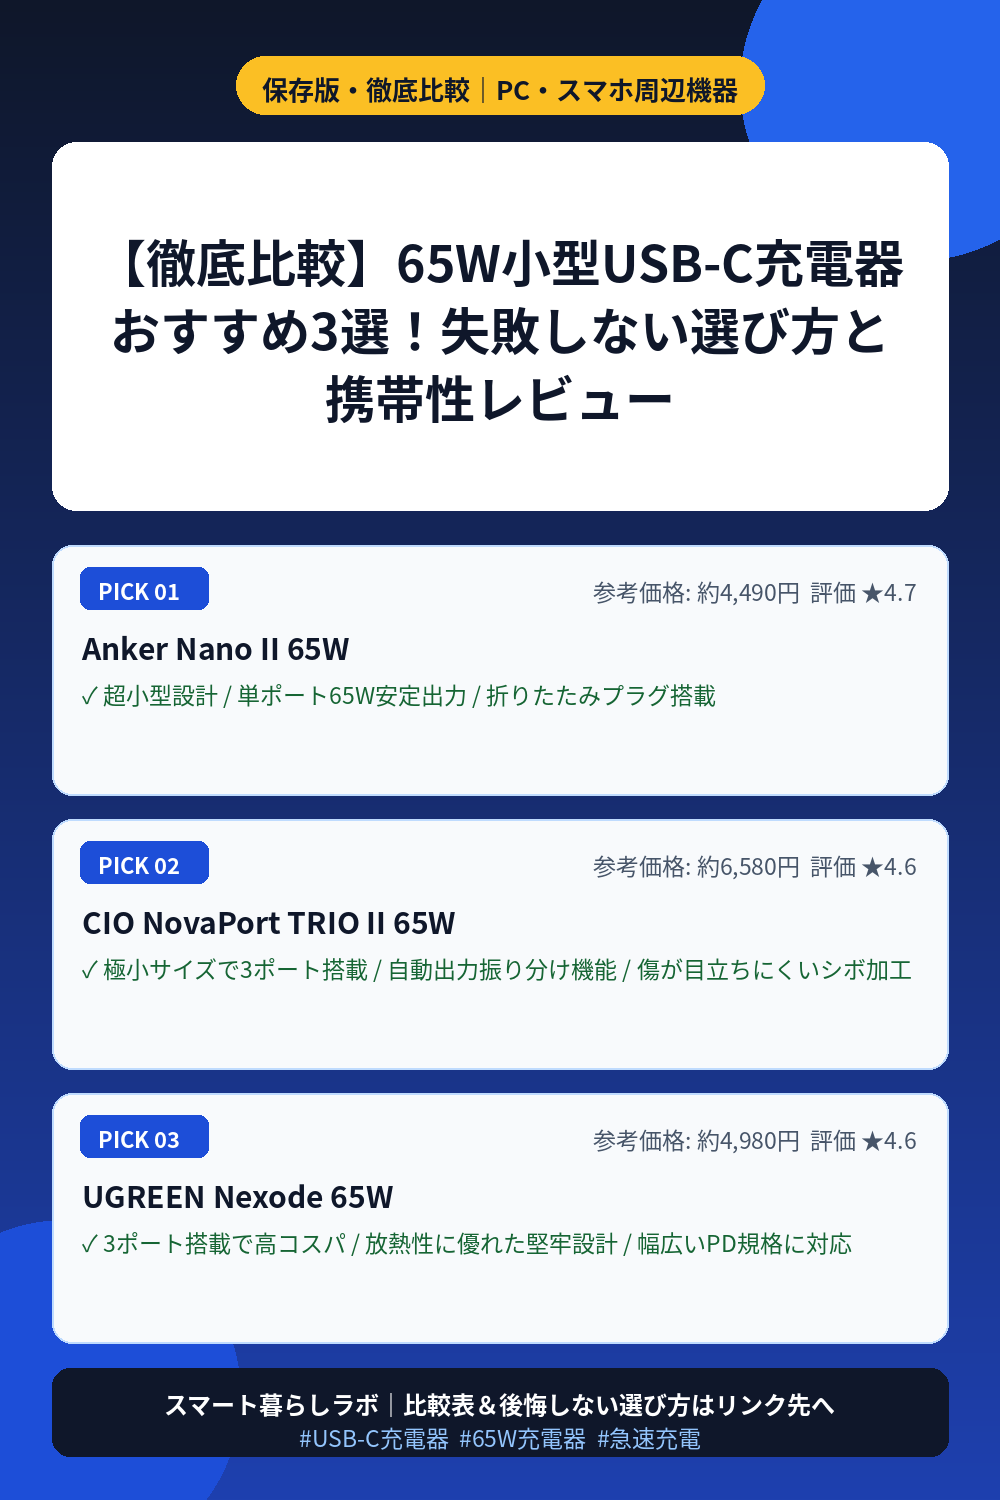 保存版・徹底比較｜PC・スマホ周辺機器
【徹底比較】65W小型USB-C充電器
おすすめ3選！失敗しない選び方と
携帯性レビュー
PICK 01
参考価格: 約4,490円 評価 ★4.7
Anker Nano II 65W
✓ 超小型設計 / 単ポート65W安定出力 / 折りたたみプラグ搭載
PICK 02
参考価格: 約6,580円 評価 ★4.6
CIO NovaPort TRIO II 65W
✓ 極小サイズで3ポート搭載 / 自動出力振り分け機能 / 傷が目立ちにくいシボ加工
PICK 03
参考価格: 約4,980円 評価 ★4.6
UGREEN Nexode 65W
✓ 3ポート搭載で高コスパ / 放熱性に優れた堅牢設計 / 幅広いPD規格に対応
スマート暮らしラボ｜比較表＆後悔しない選び方はリンク先へ
#USB-C充電器 #65W充電器 #急速充電